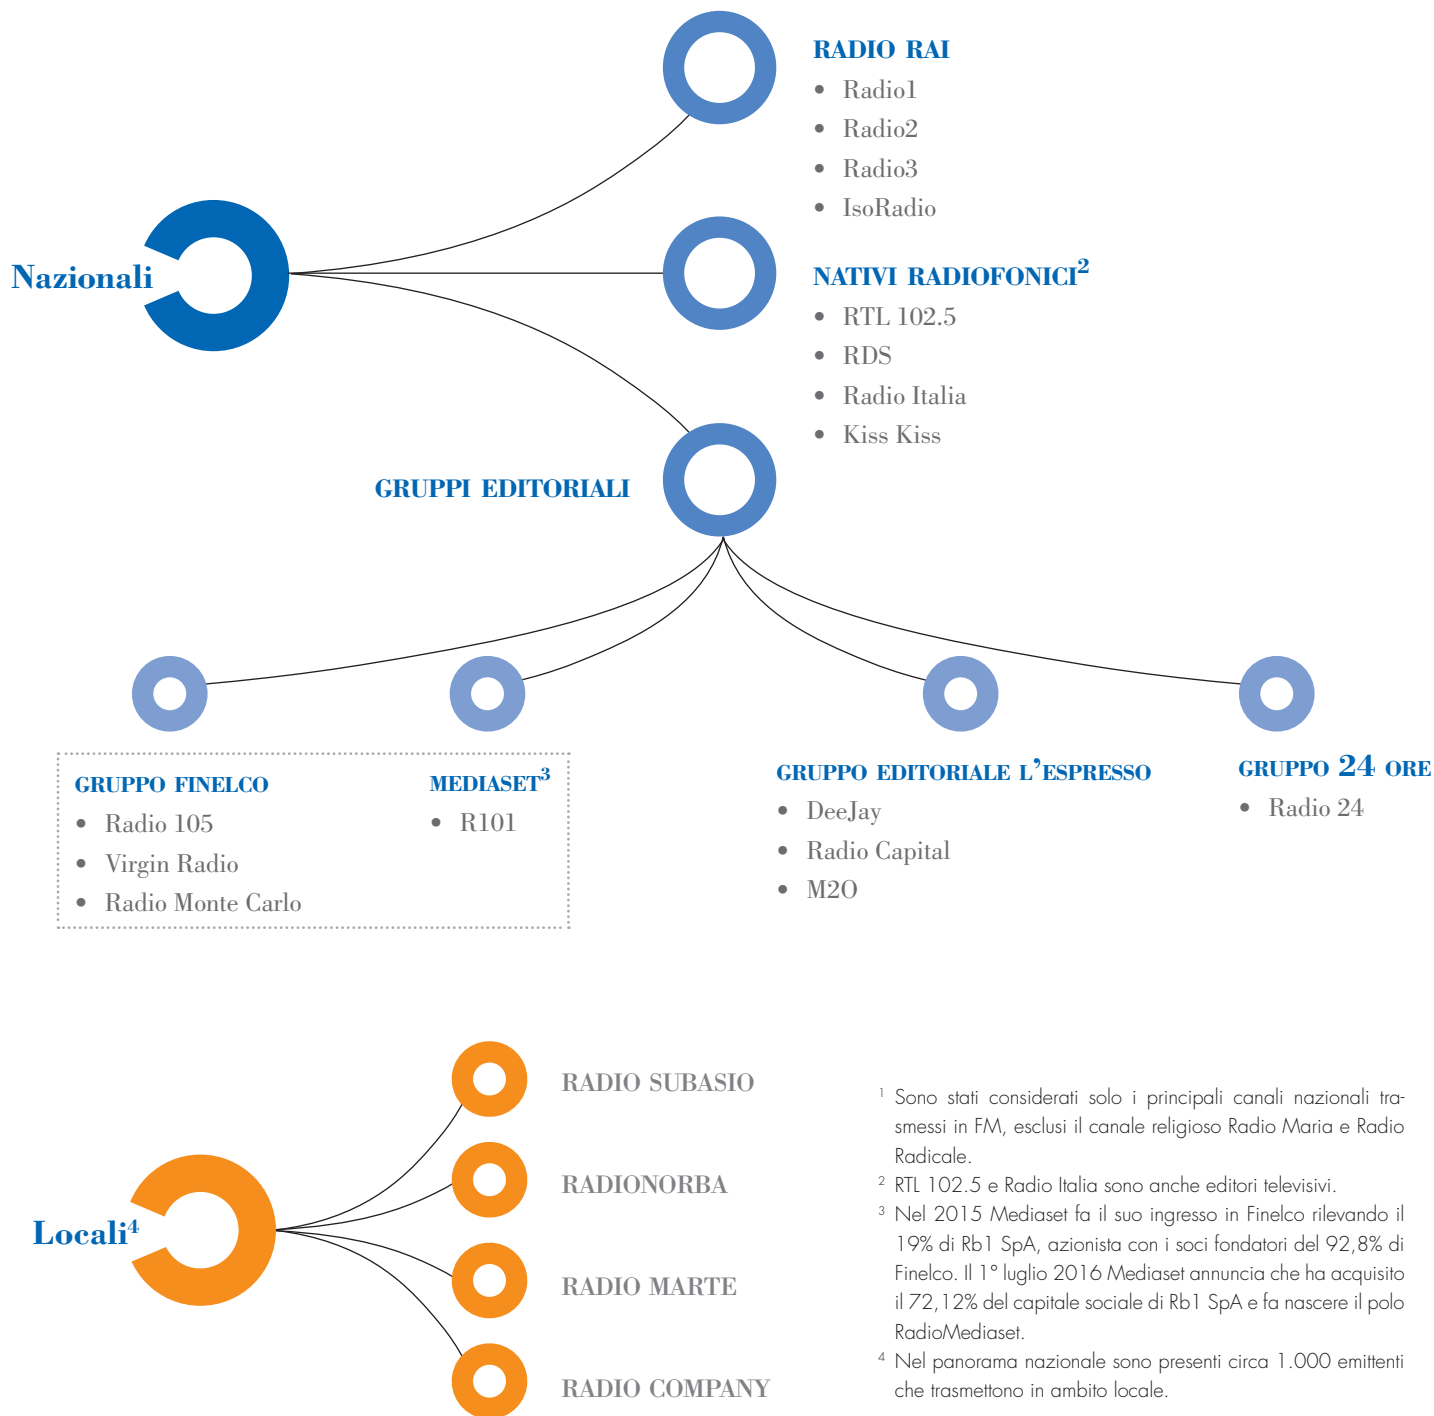 RADIO RAI
• Radio1
• Radio2
• Radio3
• IsoRadio
Nazionali
NATIVI RADIOFONICI²
• RTL 102.5
• RDS
• Radio Italia
• Kiss Kiss
GRUPPI EDITORIALI
GRUPPO FINELCO
• Radio 105
• Virgin Radio
• Radio Monte Carlo
MEDIASET³
• R101
GRUPPO EDITORIALE L'ESPRESSO
• DeeJay
• Radio Capital
• M2O
GRUPPO 24 ORE
• Radio 24
Locali⁴
RADIO SUBASIO
RADIONORBA
RADIO MARTE
RADIO COMPANY
¹ Sono stati considerati solo i principali canali nazionali tra-
smessi in FM, esclusi il canale religioso Radio Maria e Radio
Radicale.
² RTL 102.5 e Radio Italia sono anche editori televisivi.
³ Nel 2015 Mediaset fa il suo ingresso in Finelco rilevando il
19% di Rb1 SpA, azionista con i soci fondatori del 92,8% di
Finelco. Il 1° luglio 2016 Mediaset annuncia che ha acquisito
il 72,12% del capitale sociale di Rb1 SpA e fa nascere il polo
RadioMediaset.
⁴ Nel panorama nazionale sono presenti circa 1.000 emittenti
che trasmettono in ambito locale.